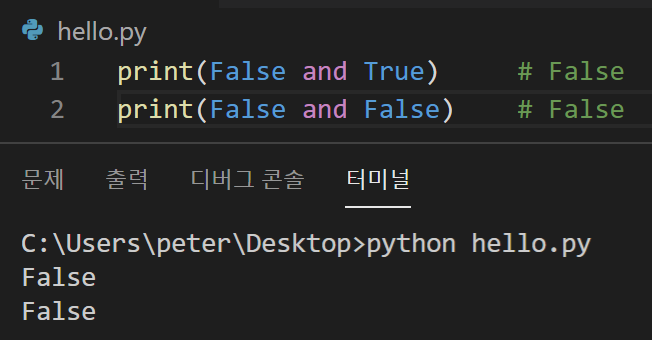 hello.py
1 print(False and True) # False
2 print(False and False) # False
문제 출력 디버그 콘솔 터미널
C:\Users\peter\Desktop>python hello.py
False
False